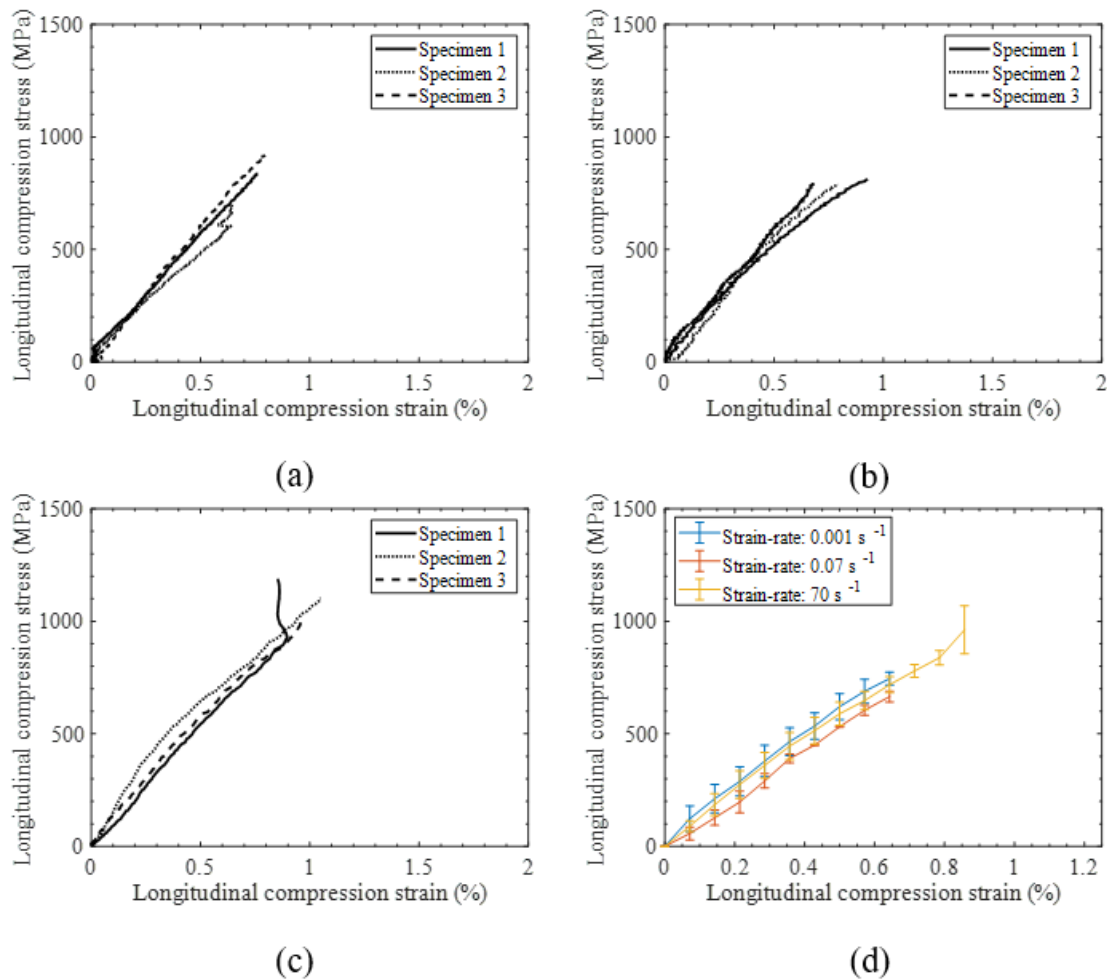 Longitudinal compression stress (MPa)
1500
1000
500
0
Specimen 1
Specimen 2
Specimen 3
0 0.5 1 1.5 2
Longitudinal compression strain (%)
(a)
Longitudinal compression stress (MPa)
1500
1000
500
0
Specimen 1
Specimen 2
Specimen 3
0 0.5 1 1.5 2
Longitudinal compression strain (%)
(b)
Longitudinal compression stress (MPa)
1500
1000
500
0
Specimen 1
Specimen 2
Specimen 3
0 0.5 1 1.5 2
Longitudinal compression strain (%)
(c)
Longitudinal compression stress (MPa)
1500
1000
500
0
Strain-rate: 0.001 s⁻¹
Strain-rate: 0.07 s⁻¹
Strain-rate: 70 s⁻¹
0 0.2 0.4 0.6 0.8 1 1.2
Longitudinal compression strain (%)
(d)